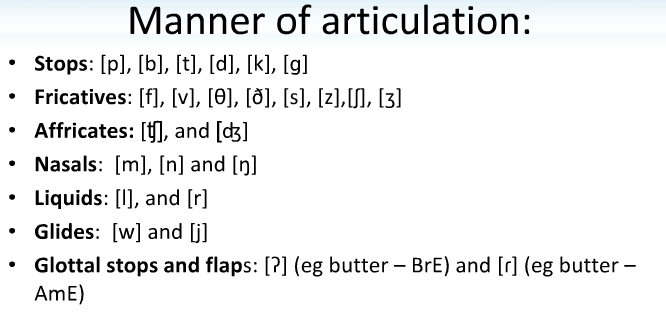 Manner of articulation:
• Stops: [p], [b], [t], [d], [k], [g]
• Fricatives: [f], [v], [θ], [ð], [s], [z],[ʃ], [ʒ]
• Affricates: [ʧ], and [ʤ]
• Nasals:  [m], [n] and [ŋ]
• Liquids: [l], and [r]
• Glides:  [w] and [j]
• Glottal stops and flaps: [ʔ] (eg butter – BrE) and [ɾ] (eg butter –
AmE)